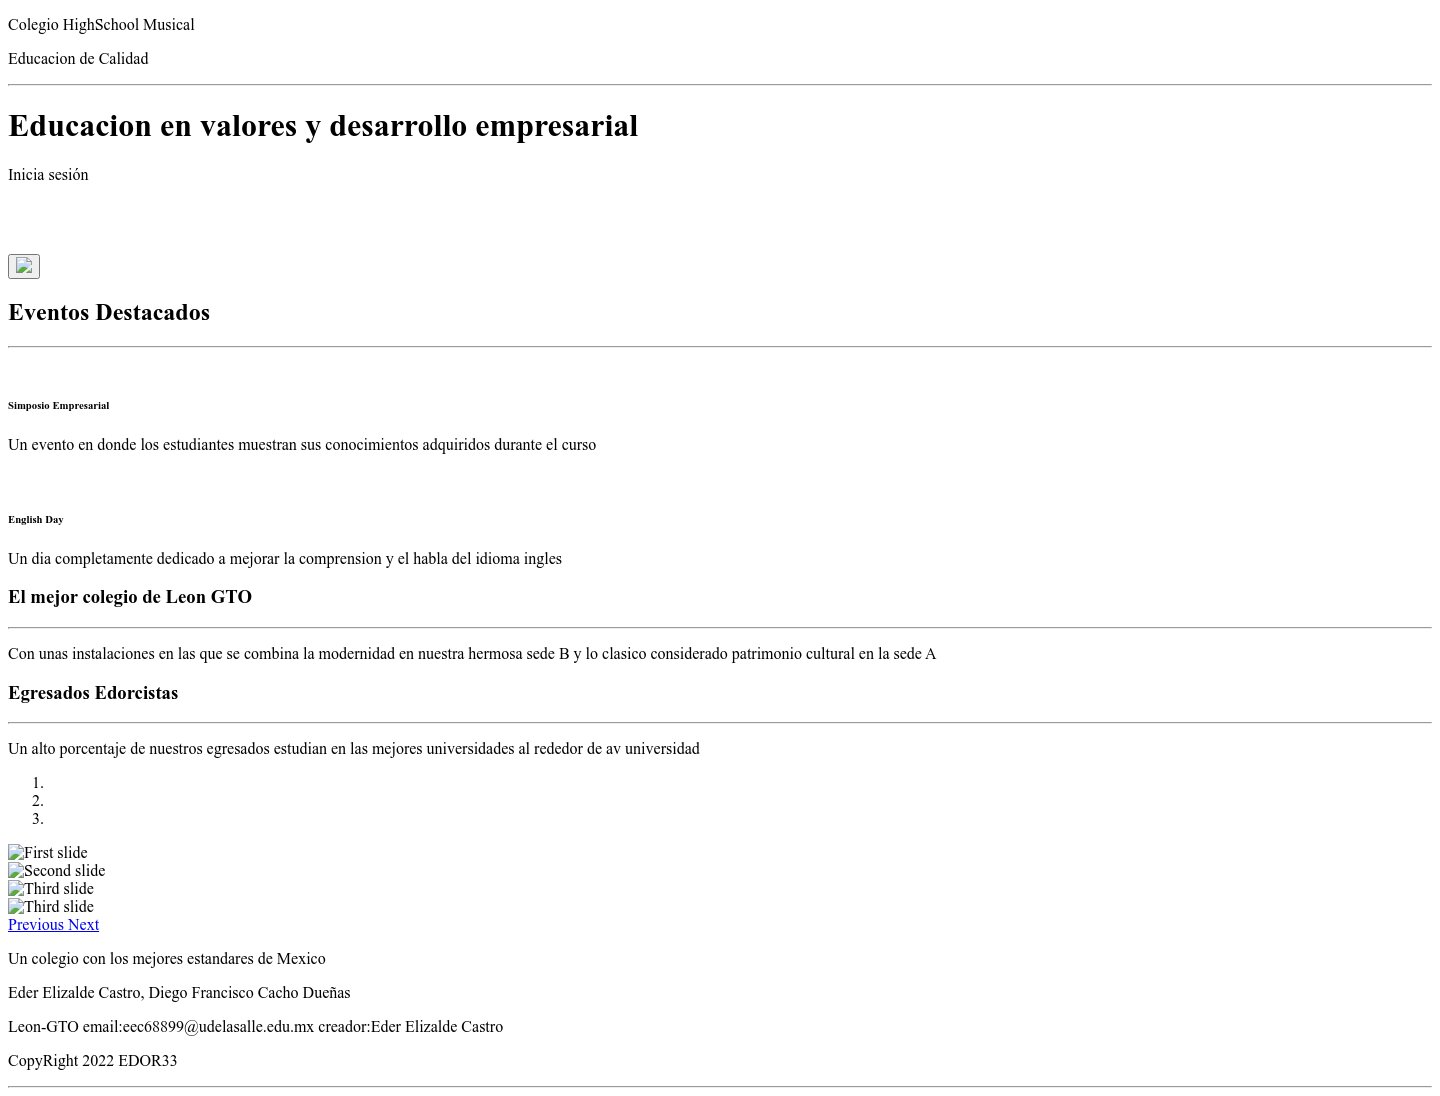 Colegio HighSchool Musical
Educacion de Calidad
Educacion en valores y desarrollo empresarial
Inicia sesión
Eventos Destacados
Simposio Empresarial
Un evento en donde los estudiantes muestran sus conocimientos adquiridos durante el curso
English Day
Un dia completamente dedicado a mejorar la comprension y el habla del idioma ingles
El mejor colegio de Leon GTO
Con unas instalaciones en las que se combina la modernidad en nuestra hermosa sede B y lo clasico considerado patrimonio cultural en la sede A
Egresados Edorcistas
Un alto porcentaje de nuestros egresados estudian en las mejores universidades al rededor de av universidad
1.
2.
3.
First slide
Second slide
Third slide
Third slide
Previous Next
Un colegio con los mejores estandares de Mexico
Eder Elizalde Castro, Diego Francisco Cacho Dueñas
Leon-GTO email:eec68899@udelasalle.edu.mx creador:Eder Elizalde Castro
CopyRight 2022 EDOR33